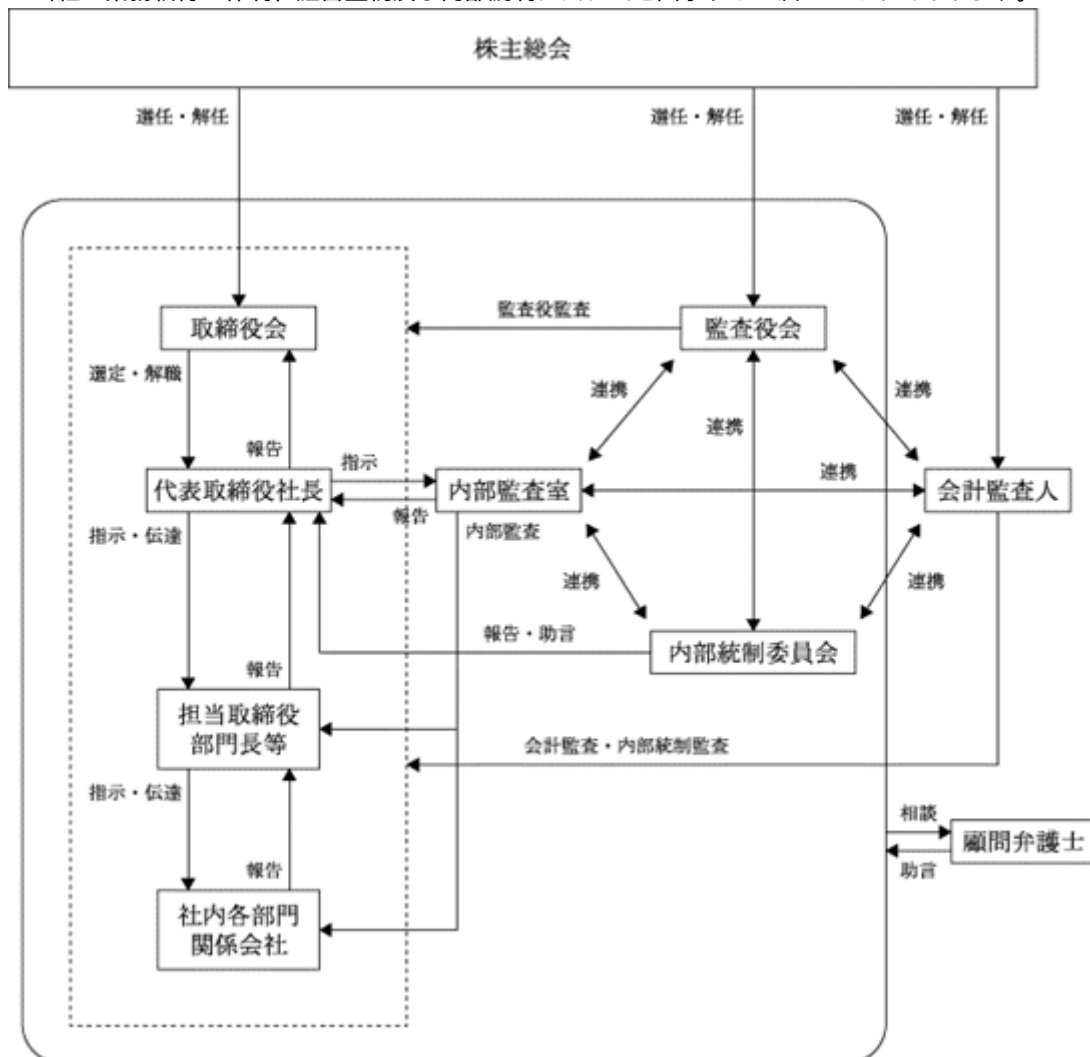 株主総会
選任・解任
選任・解任
選任・解任
取締役会
監査役監査
監査役会
選定・解職
連携
連携
連携
報告
指示
連携
代表取締役社長
内部監査室
会計監査人
報告
指示・伝達
内部監査
連携
連携
報告・助言
内部統制委員会
報告
担当取締役
部門長等
会計監査・内部統制監査
指示・伝達
相談
顧問弁護士
報告
助言
社内各部門
関係会社